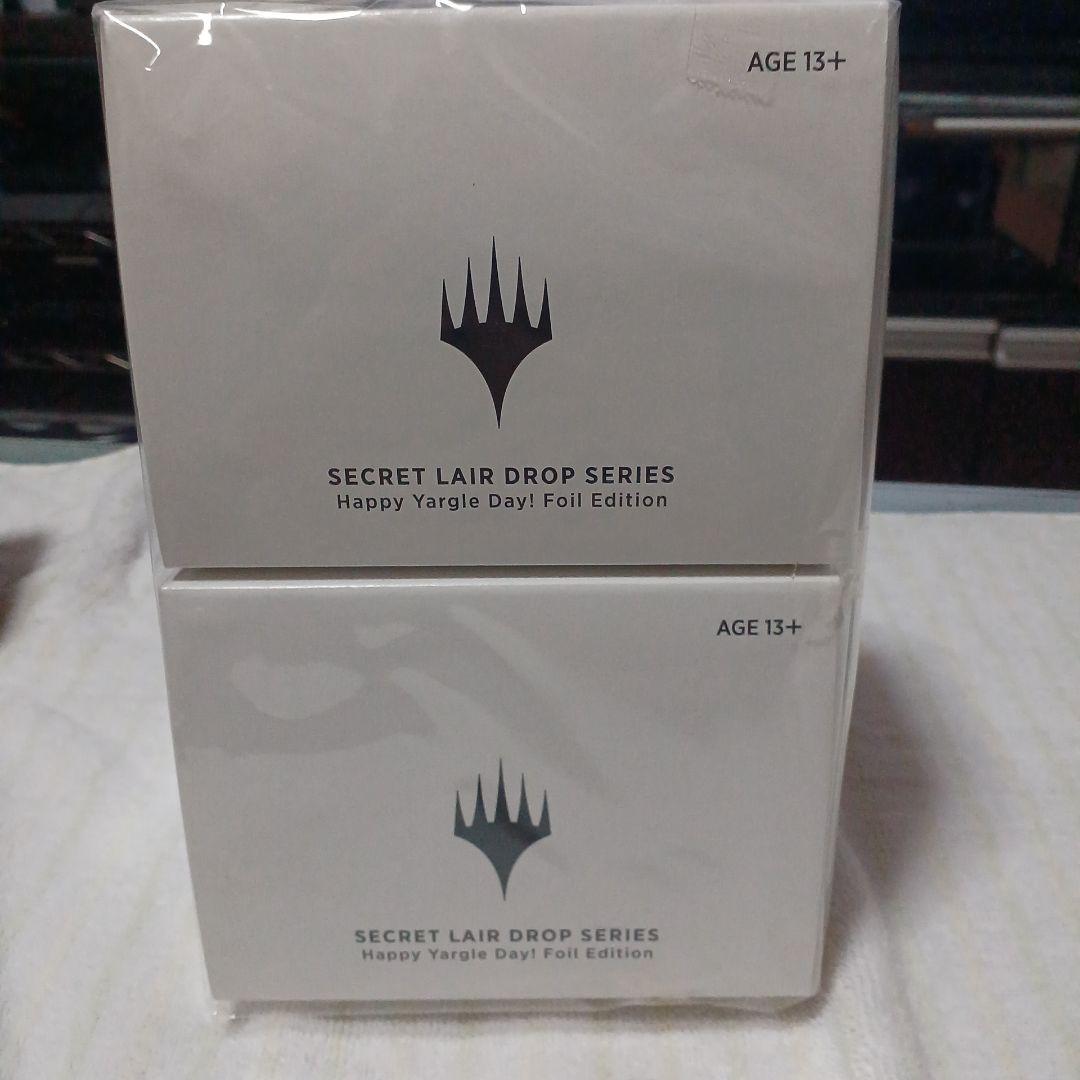 AGE 13+
SECRET LAIR DROP SERIES
Happy Yargle Day! Foil Edition
AGE 13+
SECRET LAIR DROP SERIES
Happy Yargle Day! Foil Edition